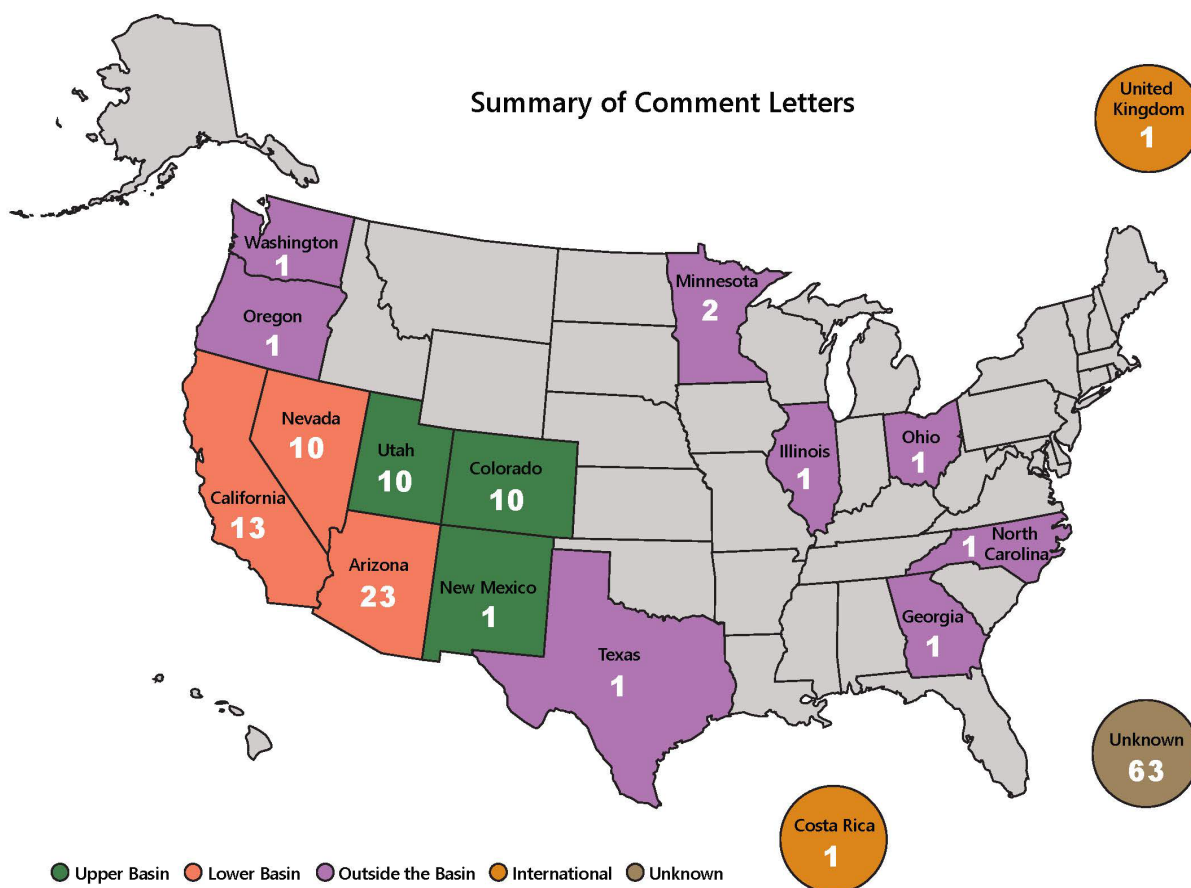 Summary of Comment Letters
United
Kingdom
1
Washington
1
Oregon
1
Minnesota
2
Nevada
10
Utah
10
Colorado
10
California
13
Arizona
23
New Mexico
1
Texas
1
Illinois
1
Ohio
1
1 North
Carolina
Georgia
1
Unknown
63
Costa Rica
1
Upper Basin
Lower Basin
Outside the Basin
International
Unknown